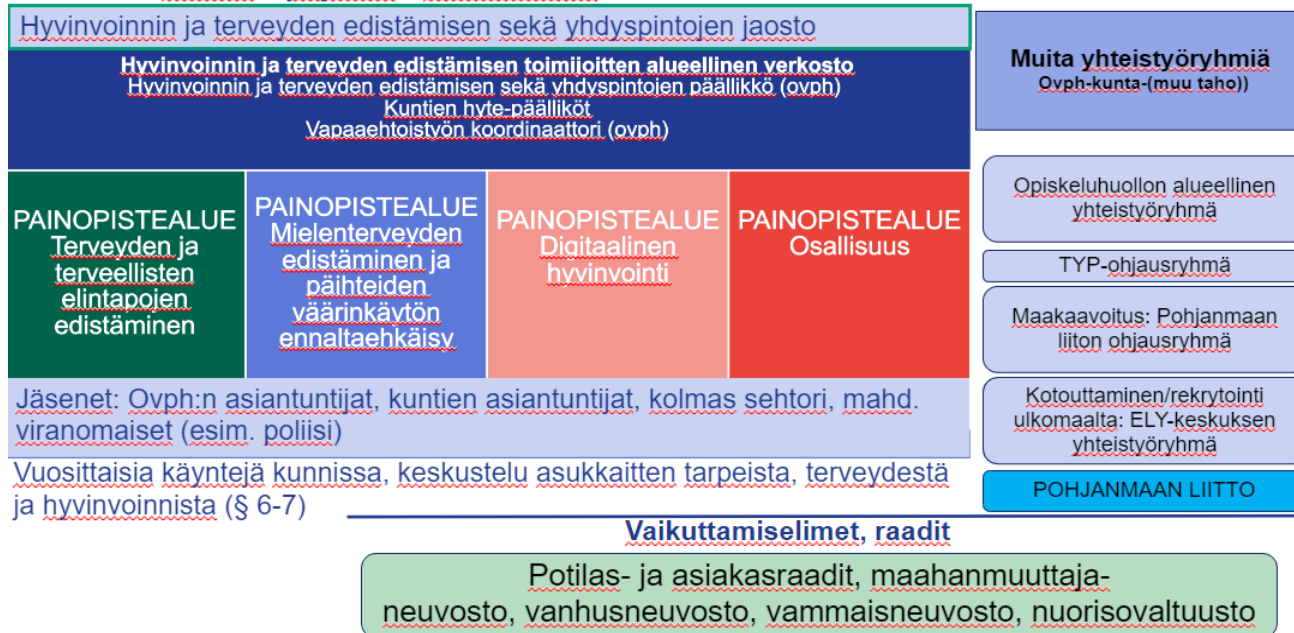 Hyvinvoinnin ja terveyden edistämisen sekä yhdyspintojen jaosto
Hyvinvoinnin ja terveyden edistämisen toimijoitten alueellinen verkosto
Hyvinvoinnin ja terveyden edistämisen sekä yhdyspintojen päällikkö (ovph)
Kuntien hyte-päälliköt
Vapaaehtoistyön koordinaattori (ovph)
PAINOPISTEALUE
Terveyden ja
terveellisten
elintapojen
edistäminen
PAINOPISTEALUE
Mielenterveyden
edistäminen ja
päihteiden
väärinkäytön
ennaltaehkäisy
PAINOPISTEALUE
Digitaalinen
hyvinvointi
PAINOPISTEALUE
Osallisuus
Jäsenet: Ovph:n asiantuntijat, kuntien asiantuntijat, kolmas sehtori, mahd.
viranomaiset (esim. poliisi)
Vuosittaisia käyntejä kunnissa, keskustelu asukkaitten tarpeista, terveydestä
ja hyvinvoinnista (§ 6-7)
Muita yhteistyöryhmiä
Ovph-kunta-(muu taho))
Opiskeluhuollon alueellinen
yhteistyöryhmä
TYP-ohjausryhmä
Maakaavoitus: Pohjanmaan
liiton ohjausryhmä
Kotouttaminen/rekrytointi
ulkomaalta: ELY-keskuksen
yhteistyöryhmä
POHJANMAAN LIITTO
Vaikuttamiselimet, raadit
Potilas- ja asiakasraadit, maahanmuuttaja-
neuvosto, vanhusneuvosto, vammaisneuvosto, nuorisovaltuusto